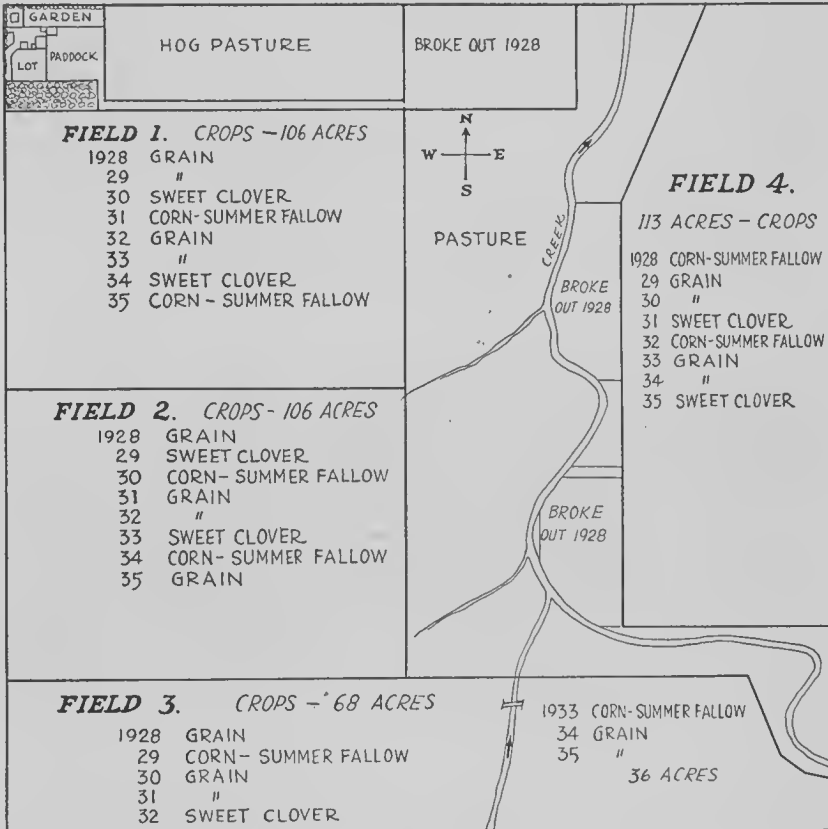 GARDEN
HOG PASTURE
BROKE OUT 1928
LOT
PADDOCK
FIELD 1. CROPS - 106 ACRES
1928 GRAIN
29 "
30 SWEET CLOVER
31 CORN-SUMMER FALLOW
32 GRAIN
33 "
34 SWEET CLOVER
35 CORN - SUMMER FALLOW
N
W E
S
PASTURE
CREEK
BROKE
OUT 1928
FIELD 4.
113 ACRES - CROPS
1928 CORN-SUMMER FALLOW
29 GRAIN
30 "
31 SWEET CLOVER
32 CORN-SUMMER FALLOW
33 GRAIN
34 "
35 SWEET CLOVER
FIELD 2. CROPS - 106 ACRES
1928 GRAIN
29 SWEET CLOVER
30 CORN- SUMMER FALLOW
31 GRAIN
32 "
33 SWEET CLOVER
34 CORN- SUMMER FALLOW
35 GRAIN
BROKE
OUT 1928
FIELD 3. CROPS - 68 ACRES
1928 GRAIN
29 CORN- SUMMER FALLOW
30 GRAIN
31 "
32 SWEET CLOVER
1933 CORN-SUMMER FALLOW
34 GRAIN
35 "
36 ACRES